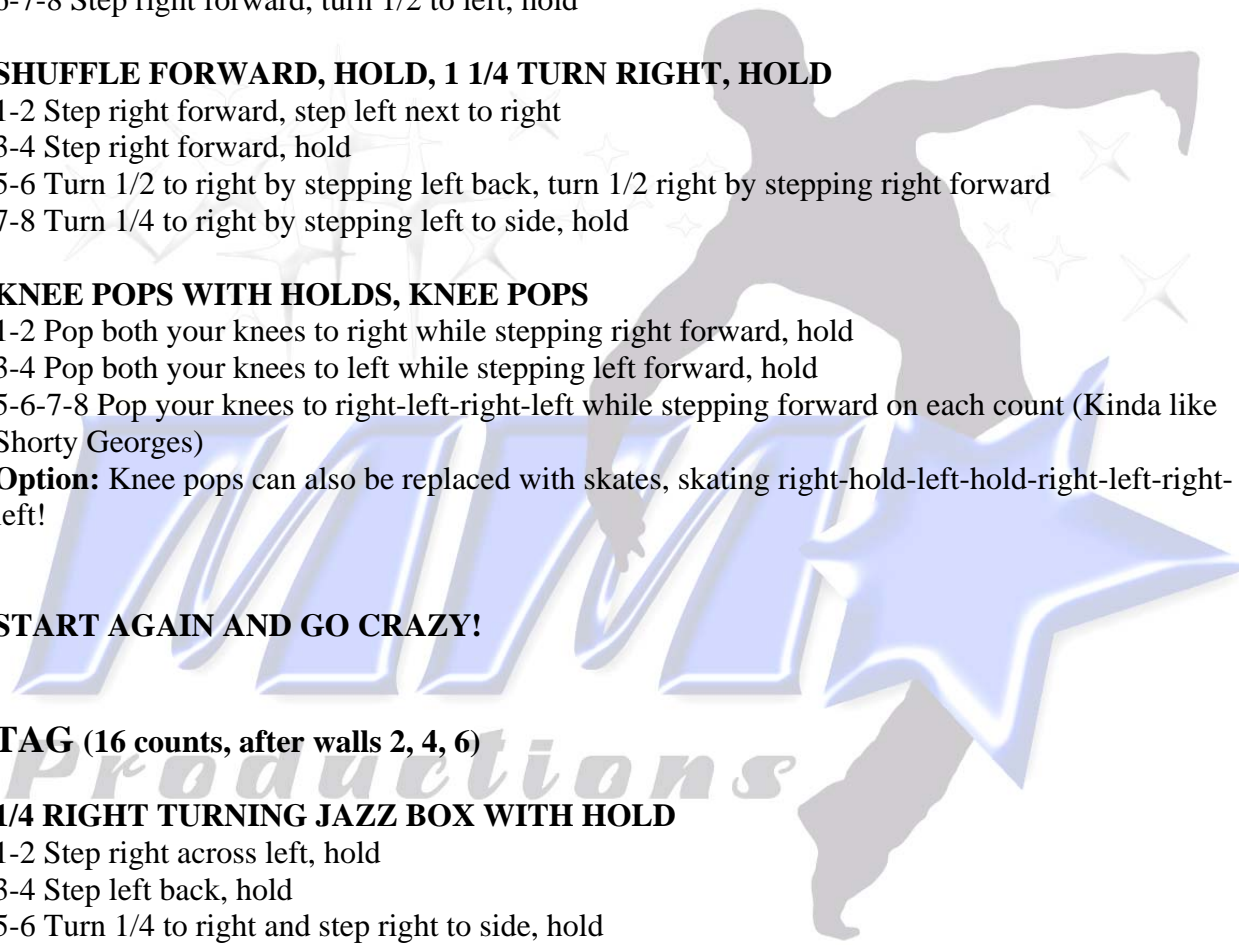 6-7-8 Step right forward, turn 1/2 to left, hold
SHUFFLE FORWARD, HOLD, 1 1/4 TURN RIGHT, HOLD
1-2 Step right forward, step left next to right
3-4 Step right forward, hold
5-6 Turn 1/2 to right by stepping left back, turn 1/2 right by stepping right forward
7-8 Turn 1/4 to right by stepping left to side, hold
KNEE POPS WITH HOLDS, KNEE POPS
1-2 Pop both your knees to right while stepping right forward, hold
3-4 Pop both your knees to left while stepping left forward, hold
5-6-7-8 Pop your knees to right-left-right-left while stepping forward on each count (Kinda like
Shorty Georges)
Option: Knee pops can also be replaced with skates, skating right-hold-left-hold-right-left-right-
left!
START AGAIN AND GO CRAZY!
MM
TAG (16 counts, after walls 2, 4, 6)
Productions
1/4 RIGHT TURNING JAZZ BOX WITH HOLD
1-2 Step right across left, hold
3-4 Step left back, hold
5-6 Turn 1/4 to right and step right to side, hold